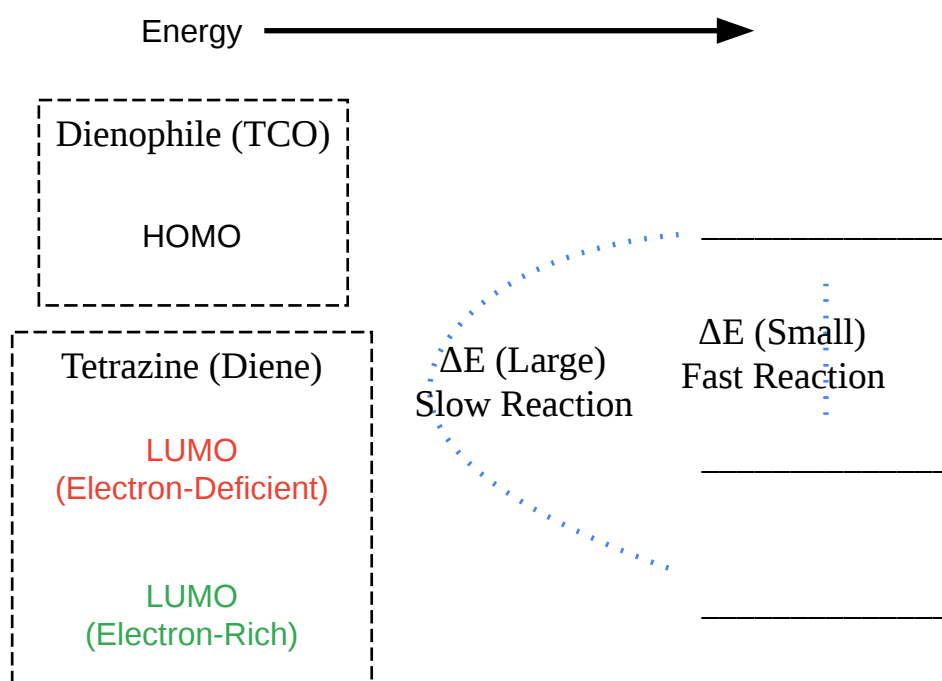 Energy
Dienophile (TCO)
HOMO
Tetrazine (Diene)
LUMO
(Electron-Deficient)
LUMO
(Electron-Rich)
ΔE (Large)
Slow Reaction
ΔE (Small)
Fast Reaction